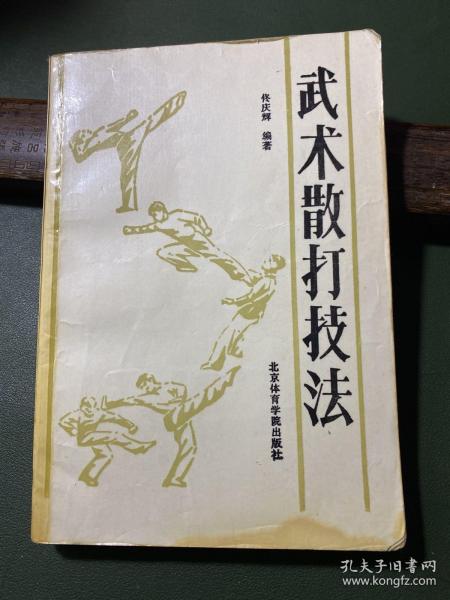 武术散打技法
佟庆辉 编著
北京体育学院出版社
孔夫子旧书网
www.kongfz.com